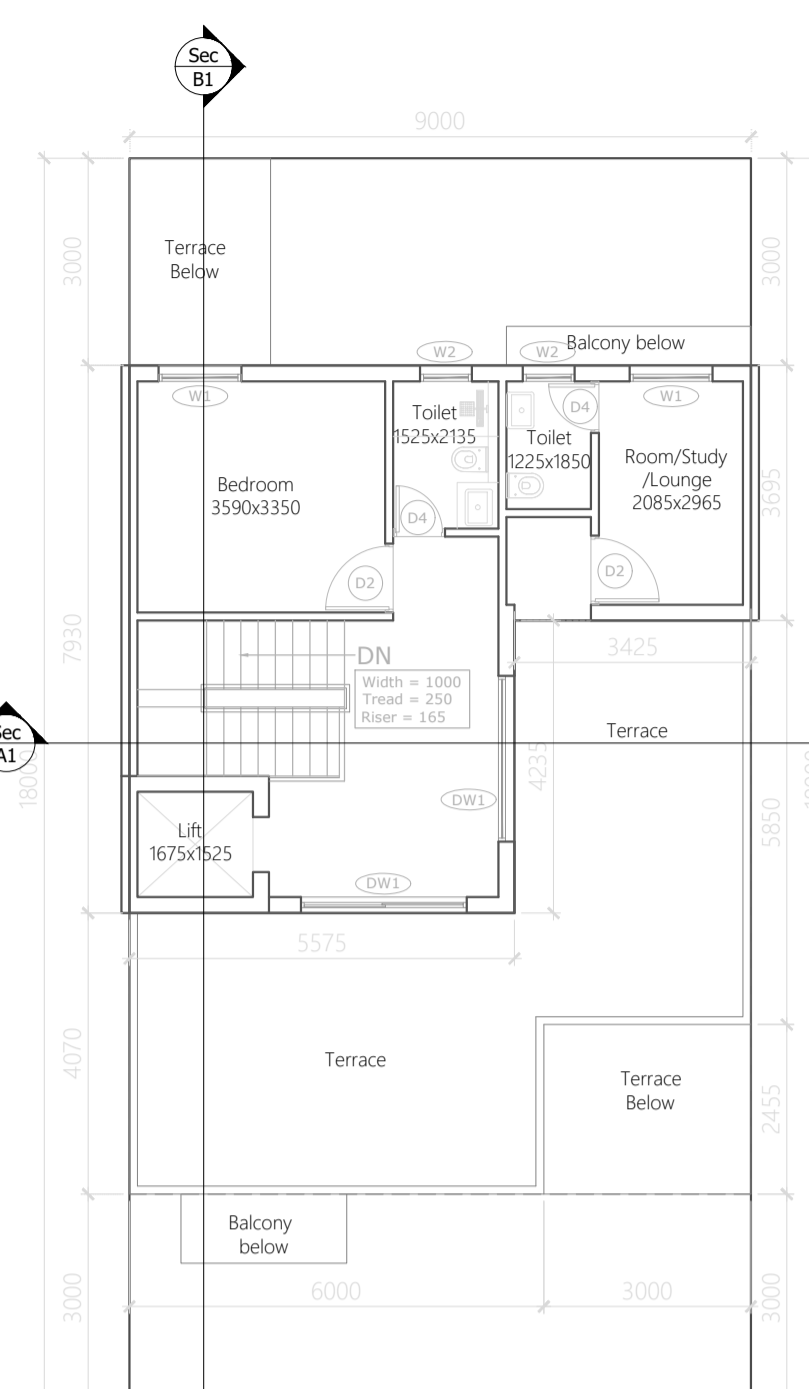 Sec
B1
9000
Terrace
Below
3000
3000
Balcony below
W2
W2
W1
W1
Toilet
1525x2135
D4
Toilet
1225x1850
Room/Study
/Lounge
2085x2965
Bedroom
3590x3350
3695
D4
D2
D2
7930
DN
Width = 1000
Tread = 250
Riser = 165
3425
Terrace
A1
18000
4235
5850
DW1
Lift
1675x1525
DW1
5575
4070
Terrace
Terrace
Below
2455
Balcony
below
3000
6000
3000
3000